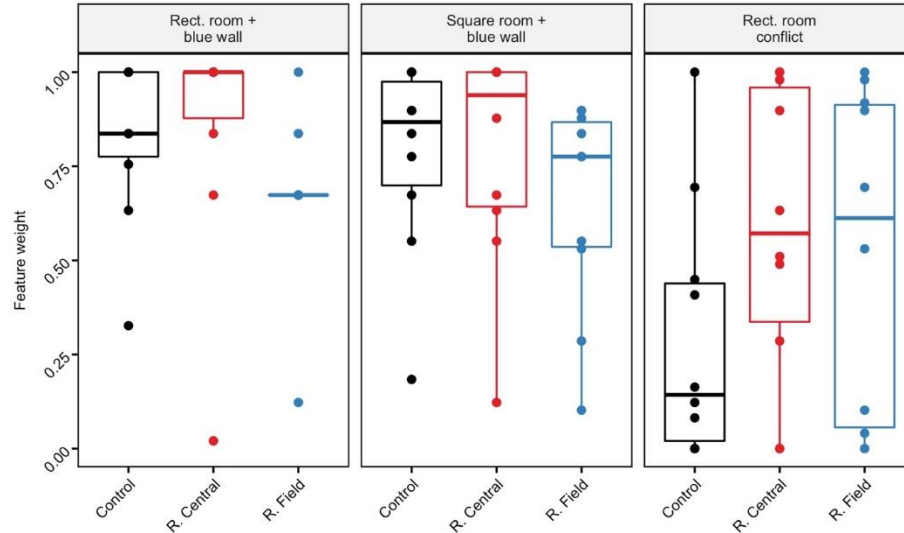 Rect. room +
blue wall
Square room +
blue wall
Rect. room
conflict
Feature weight
1.00
0.75
0.50
0.25
0.00
Control
R. Central
R. Field
Control
R. Central
R. Field
Control
R. Central
R. Field